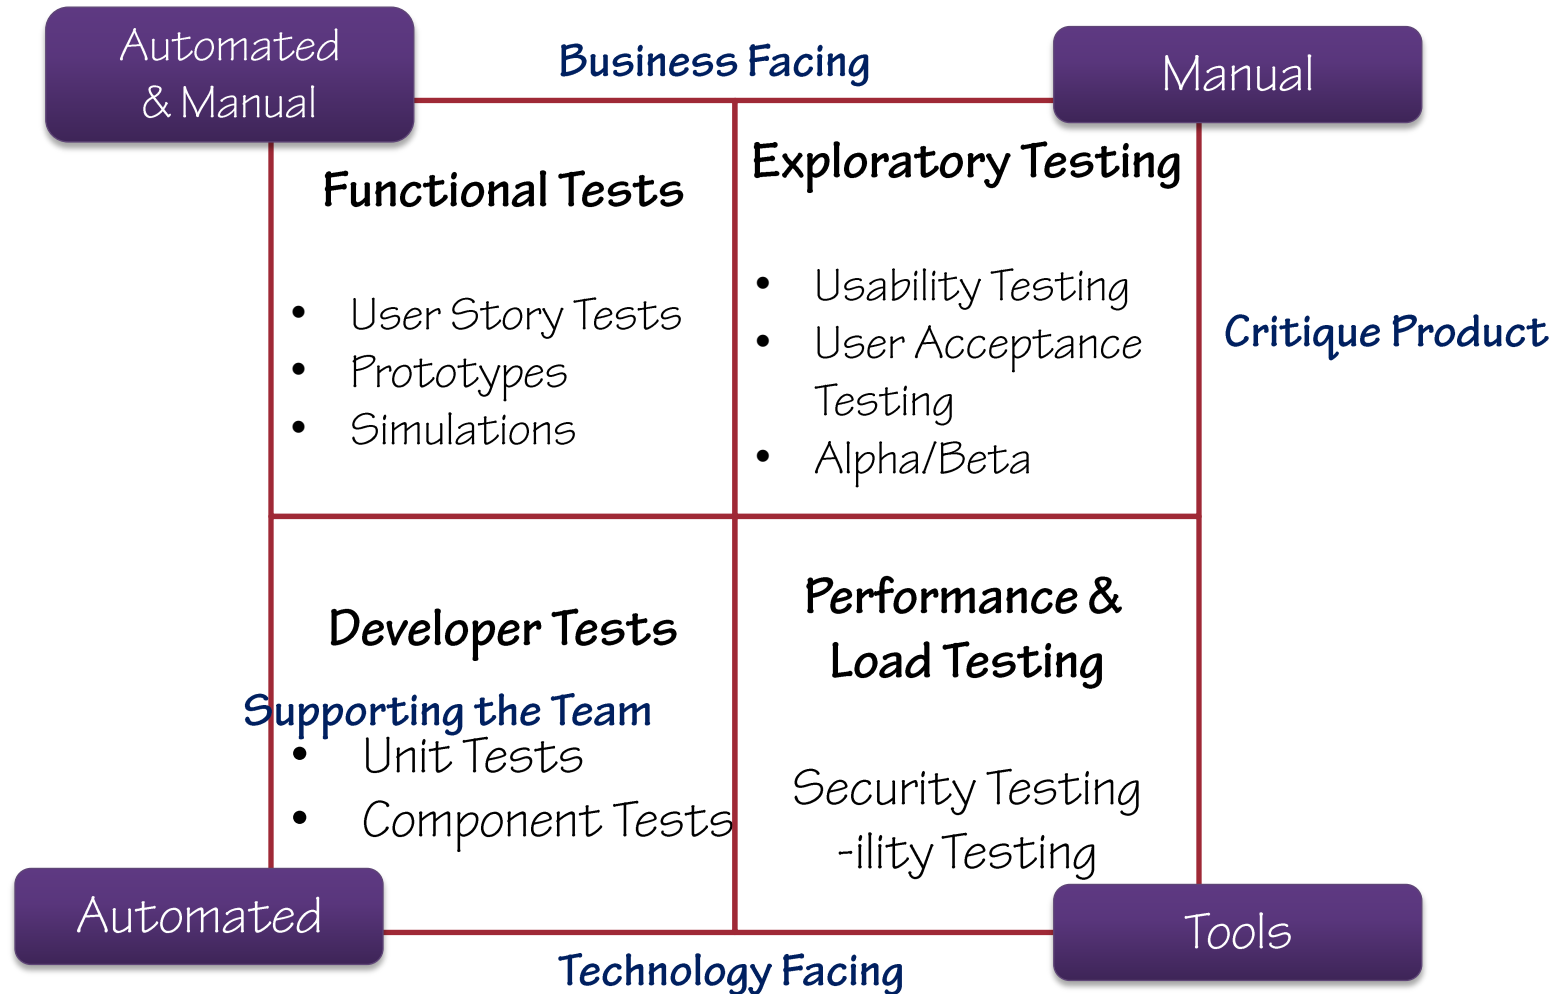 Automated
& Manual
Business Facing
Manual
Functional Tests
• User Story Tests
• Prototypes
• Simulations
Exploratory Testing
• Usability Testing
• User Acceptance
Testing
• Alpha/Beta
Critique Product
Developer Tests
Supporting the Team
• Unit Tests
• Component Tests
Performance &
Load Testing
Security Testing
-ility Testing
Automated
Technology Facing
Tools